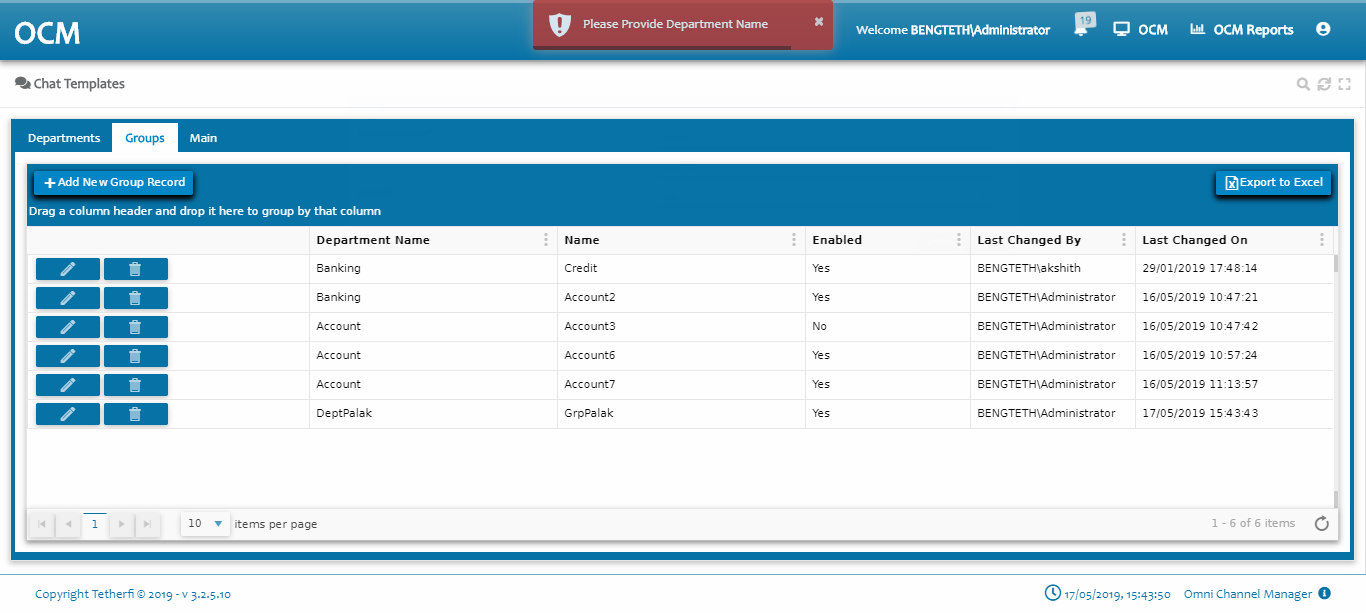 OCM
Please Provide Department Name
Welcome BENGTETH\Administrator
19
OCM
OCM Reports
Chat Templates
Departments
Groups
Main
Add New Group Record
Export to Excel
Drag a column header and drop it here to group by that column
Department Name Name Enabled Last Changed By Last Changed On
Banking Credit Yes BENGTETH\akshith 29/01/2019 17:48:14
Banking Account2 Yes BENGTETH\Administrator 16/05/2019 10:47:21
Account Account3 No BENGTETH\Administrator 16/05/2019 10:47:42
Account Account6 Yes BENGTETH\Administrator 16/05/2019 10:57:24
Account Account7 Yes BENGTETH\Administrator 16/05/2019 11:13:57
DeptPalak GrpPalak Yes BENGTETH\Administrator 17/05/2019 15:43:43
1
10 items per page
1 - 6 of 6 items
Copyright Tetherfi © 2019 - v 3.2.5.10
17/05/2019, 15:43:50
Omni Channel Manager